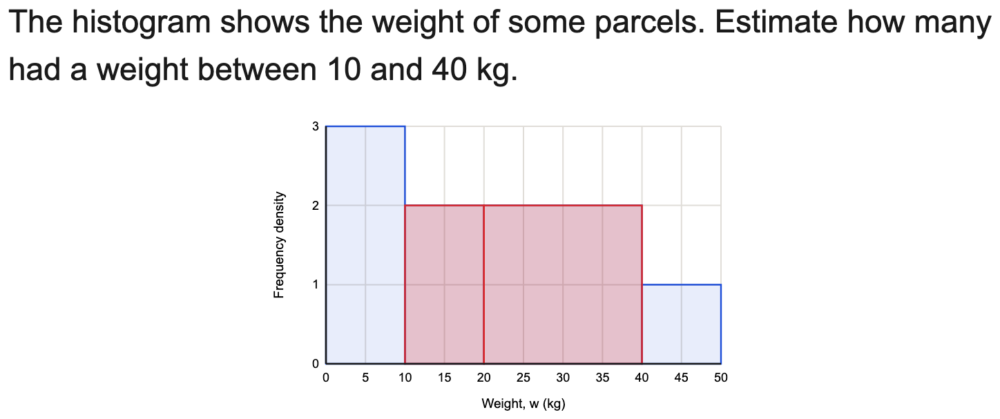 The histogram shows the weight of some parcels. Estimate how many
had a weight between 10 and 40 kg.
3
2
1
0
Frequency density
0 5 10 15 20 25 30 35 40 45 50
Weight, w (kg)